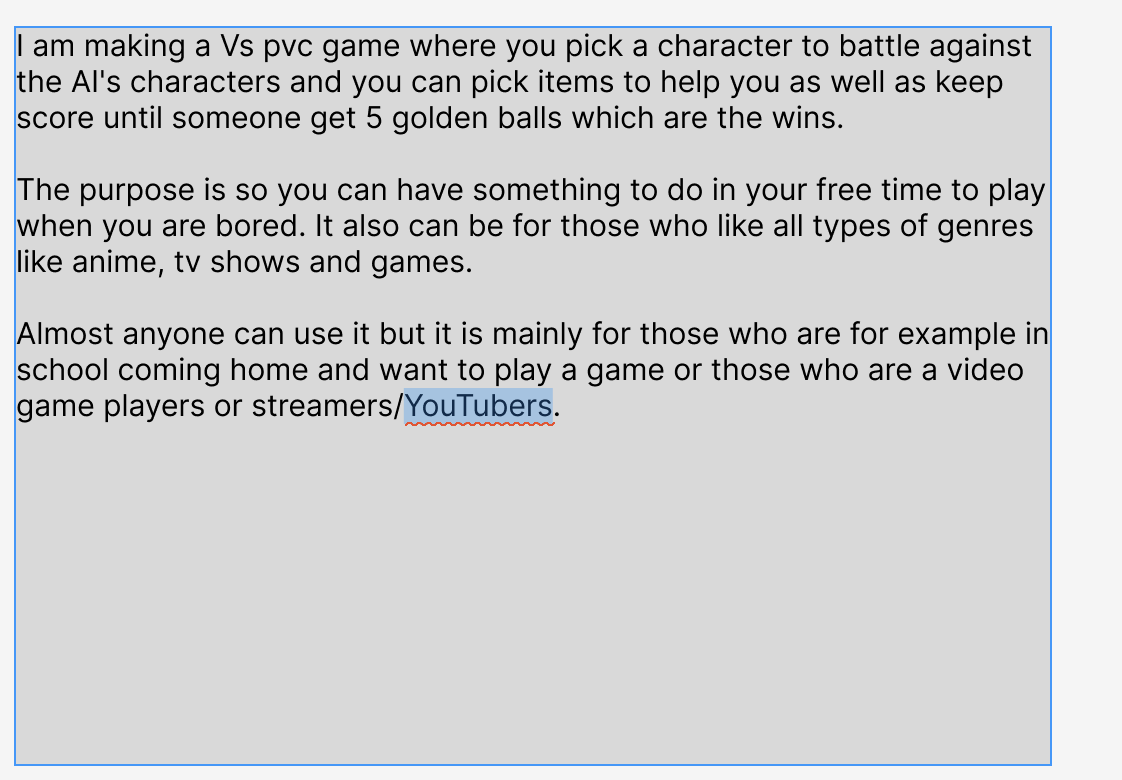 I am making a Vs pvc game where you pick a character to battle against
the AI's characters and you can pick items to help you as well as keep
score until someone get 5 golden balls which are the wins.
The purpose is so you can have something to do in your free time to play
when you are bored. It also can be for those who like all types of genres
like anime, tv shows and games.
Almost anyone can use it but it is mainly for those who are for example in
school coming home and want to play a game or those who are a video
game players or streamers/YouTubers.